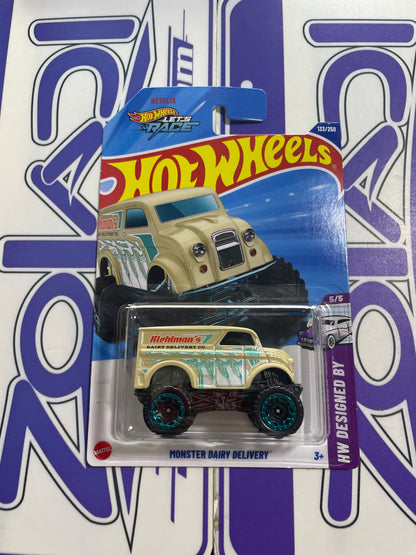 NETFLIX
HOT WHEELS
LET'S
RACE
133/250
HOT WHEELS
5/5
HW DESIGNED BY
Mohlman's
DAIRY DELIVERY CO.
MATTEL
MONSTER DAIRY DELIVERY
3+